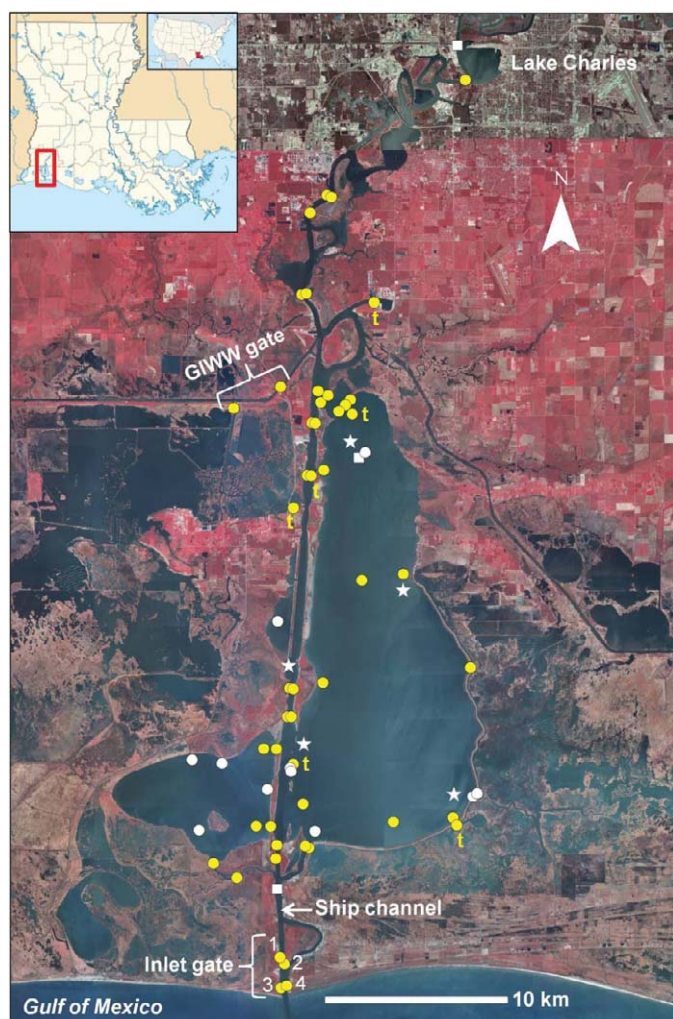 Lake Charles
N
t
GIWW gate
t
t
t
t
t
Ship channel
Inlet gate
1
2
3
4
10 km
Gulf of Mexico